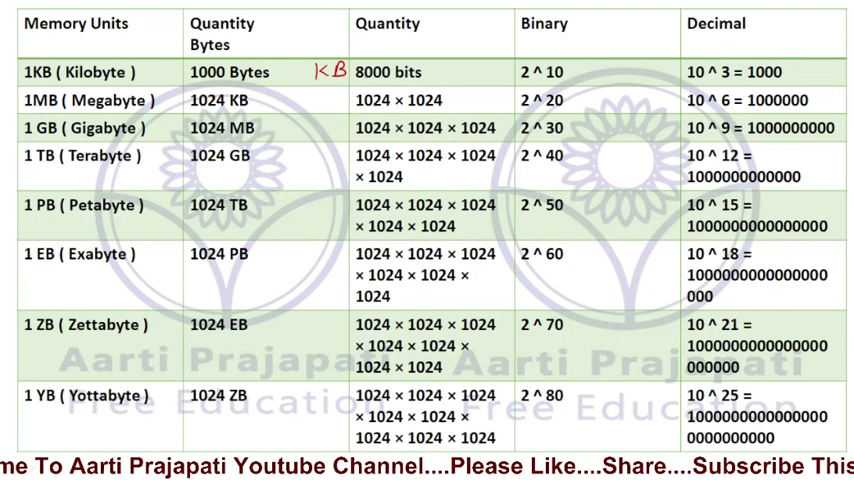 Memory Units Quantity Bytes Quantity Binary Decimal
1KB ( Kilobyte ) 1000 Bytes KB 8000 bits 2 ^ 10 10 ^ 3 = 1000
1MB ( Megabyte ) 1024 KB 1024 × 1024 2 ^ 20 10 ^ 6 = 1000000
1 GB ( Gigabyte ) 1024 MB 1024 × 1024 × 1024 2 ^ 30 10 ^ 9 = 1000000000
1 TB ( Terabyte ) 1024 GB 1024 × 1024 × 1024 × 1024 2 ^ 40 10 ^ 12 = 1000000000000
1 PB ( Petabyte ) 1024 TB 1024 × 1024 × 1024 × 1024 × 1024 2 ^ 50 10 ^ 15 = 1000000000000000
1 EB ( Exabyte ) 1024 PB 1024 × 1024 × 1024 × 1024 × 1024 × 1024 2 ^ 60 10 ^ 18 = 1000000000000000 000
1 ZB ( Zettabyte ) 1024 EB 1024 × 1024 × 1024 × 1024 × 1024 × 1024 × 1024 2 ^ 70 10 ^ 21 = 1000000000000000 000000
1 YB ( Yottabyte ) 1024 ZB 1024 × 1024 × 1024 × 1024 × 1024 × 1024 × 1024 × 1024 2 ^ 80 10 ^ 25 = 1000000000000000 0000000000
Aarti Prajapati Aarti Prajapati
Free Education Free Education
me To Aarti Prajapati Youtube Channel....Please Like....Share....Subscribe This